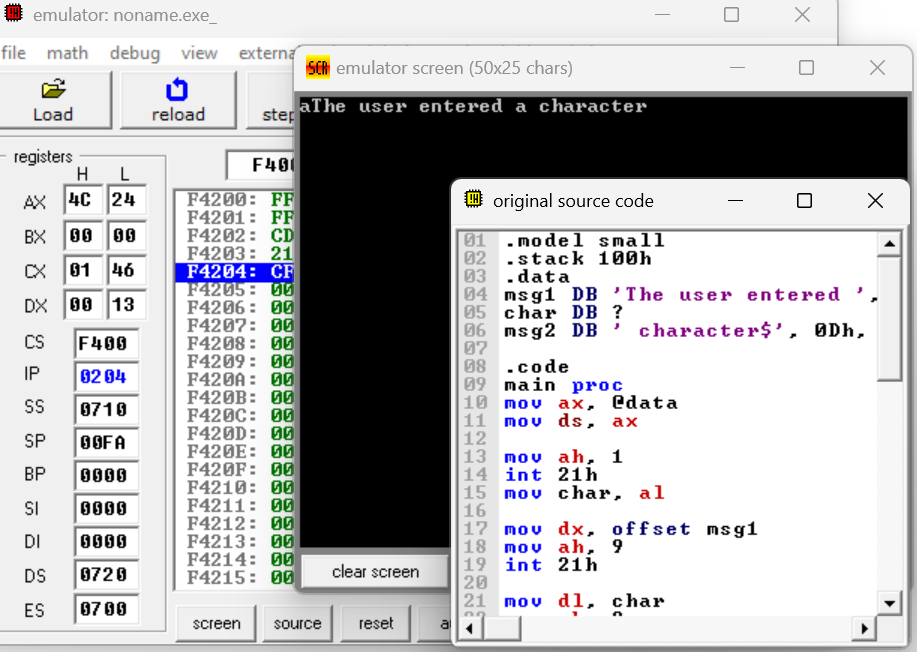 emulator: noname.exe_
file math debug view externa
Load reload step
registers
H L
AX 4C 24
BX 00 00
CX 01 46
DX 00 13
CS F400
IP 0204
SS 0710
SP 00FA
BP 0000
SI 0000
DI 0000
DS 0720
ES 0700
F400
F4200: FF
F4201: FF
F4202: CD
F4203: 21
F4204: CF
F4205: 00
F4206: 00
F4207: 00
F4208: 00
F4209: 00
F420A: 00
F420B: 00
F420C: 00
F420D: 00
F420E: 00
F420F: 00
F4210: 00
F4211: 00
F4212: 00
F4213: 00
F4214: 00
F4215: 00
screen source reset
SCR emulator screen (50x25 chars)
aThe user entered a character
clear screen
original source code
01 .model small
02 .stack 100h
03 .data
04 msg1 DB 'The user entered ',
05 char DB ?
06 msg2 DB ' character$', 0Dh,
07
08 .code
09 main proc
10 mov ax, @data
11 mov ds, ax
12
13 mov ah, 1
14 int 21h
15 mov char, al
16
17 mov dx, offset msg1
18 mov ah, 9
19 int 21h
20
21 mov dl, char